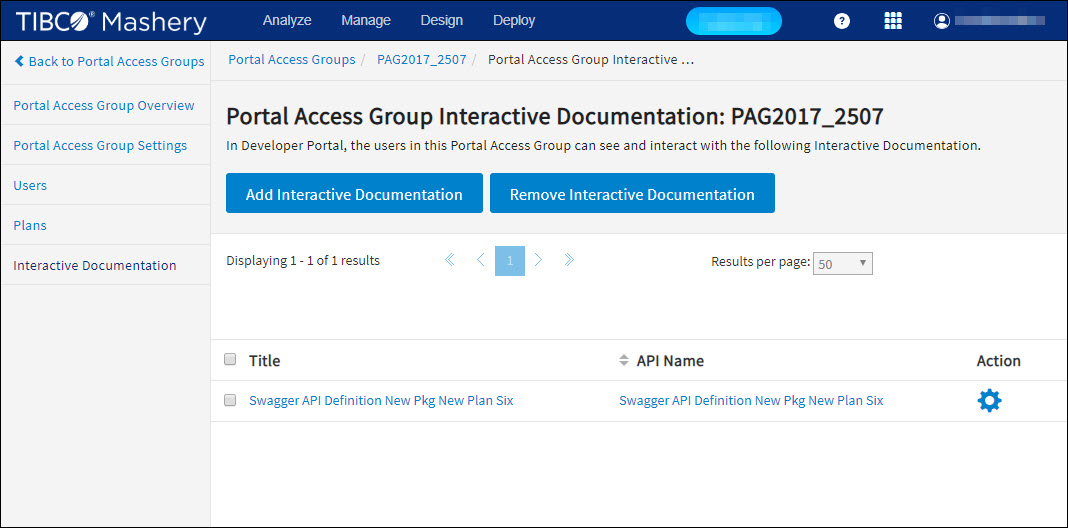 TIBCO® Mashery Analyze Manage Design Deploy ?
Back to Portal Access Groups
Portal Access Group Overview
Portal Access Group Settings
Users
Plans
Interactive Documentation
Portal Access Groups / PAG2017_2507 / Portal Access Group Interactive ...
Portal Access Group Interactive Documentation: PAG2017_2507
In Developer Portal, the users in this Portal Access Group can see and interact with the following Interactive Documentation.
Add Interactive Documentation Remove Interactive Documentation
Displaying 1 - 1 of 1 results 1 Results per page: 50
Title API Name Action
Swagger API Definition New Pkg New Plan Six Swagger API Definition New Pkg New Plan Six